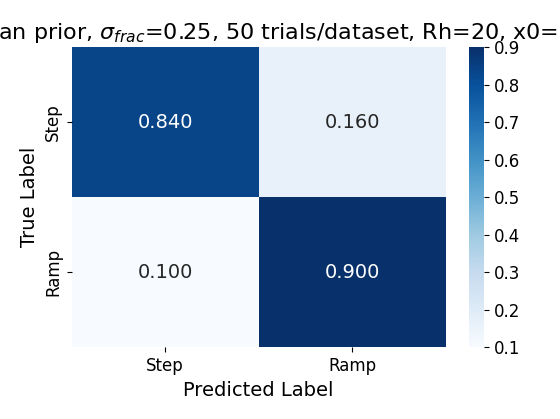 an prior, σ_frac=0.25, 50 trials/dataset, Rh=20, x0=
Step
0.840
0.160
Ramp
0.100
0.900
True Label
Step
Ramp
Predicted Label
0.9
0.8
0.7
0.6
0.5
0.4
0.3
0.2
0.1